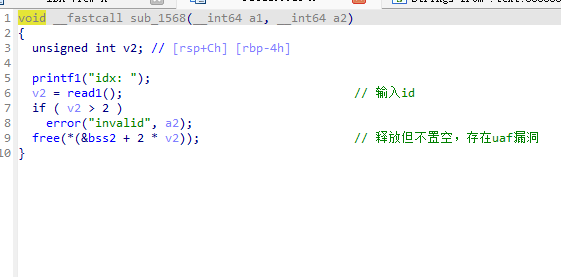 void __fastcall sub_1568(__int64 a1, __int64 a2)
1
2 {
3 unsigned int v2; // [rsp+Ch] [rbp-4h]
4
5 printf1("idx: ");
6 v2 = read1(); // 输入id
7 if ( v2 > 2 )
8 error("invalid", a2);
9 free(*(&bss2 + 2 * v2)); // 释放但不置空，存在uaf漏洞
10 }